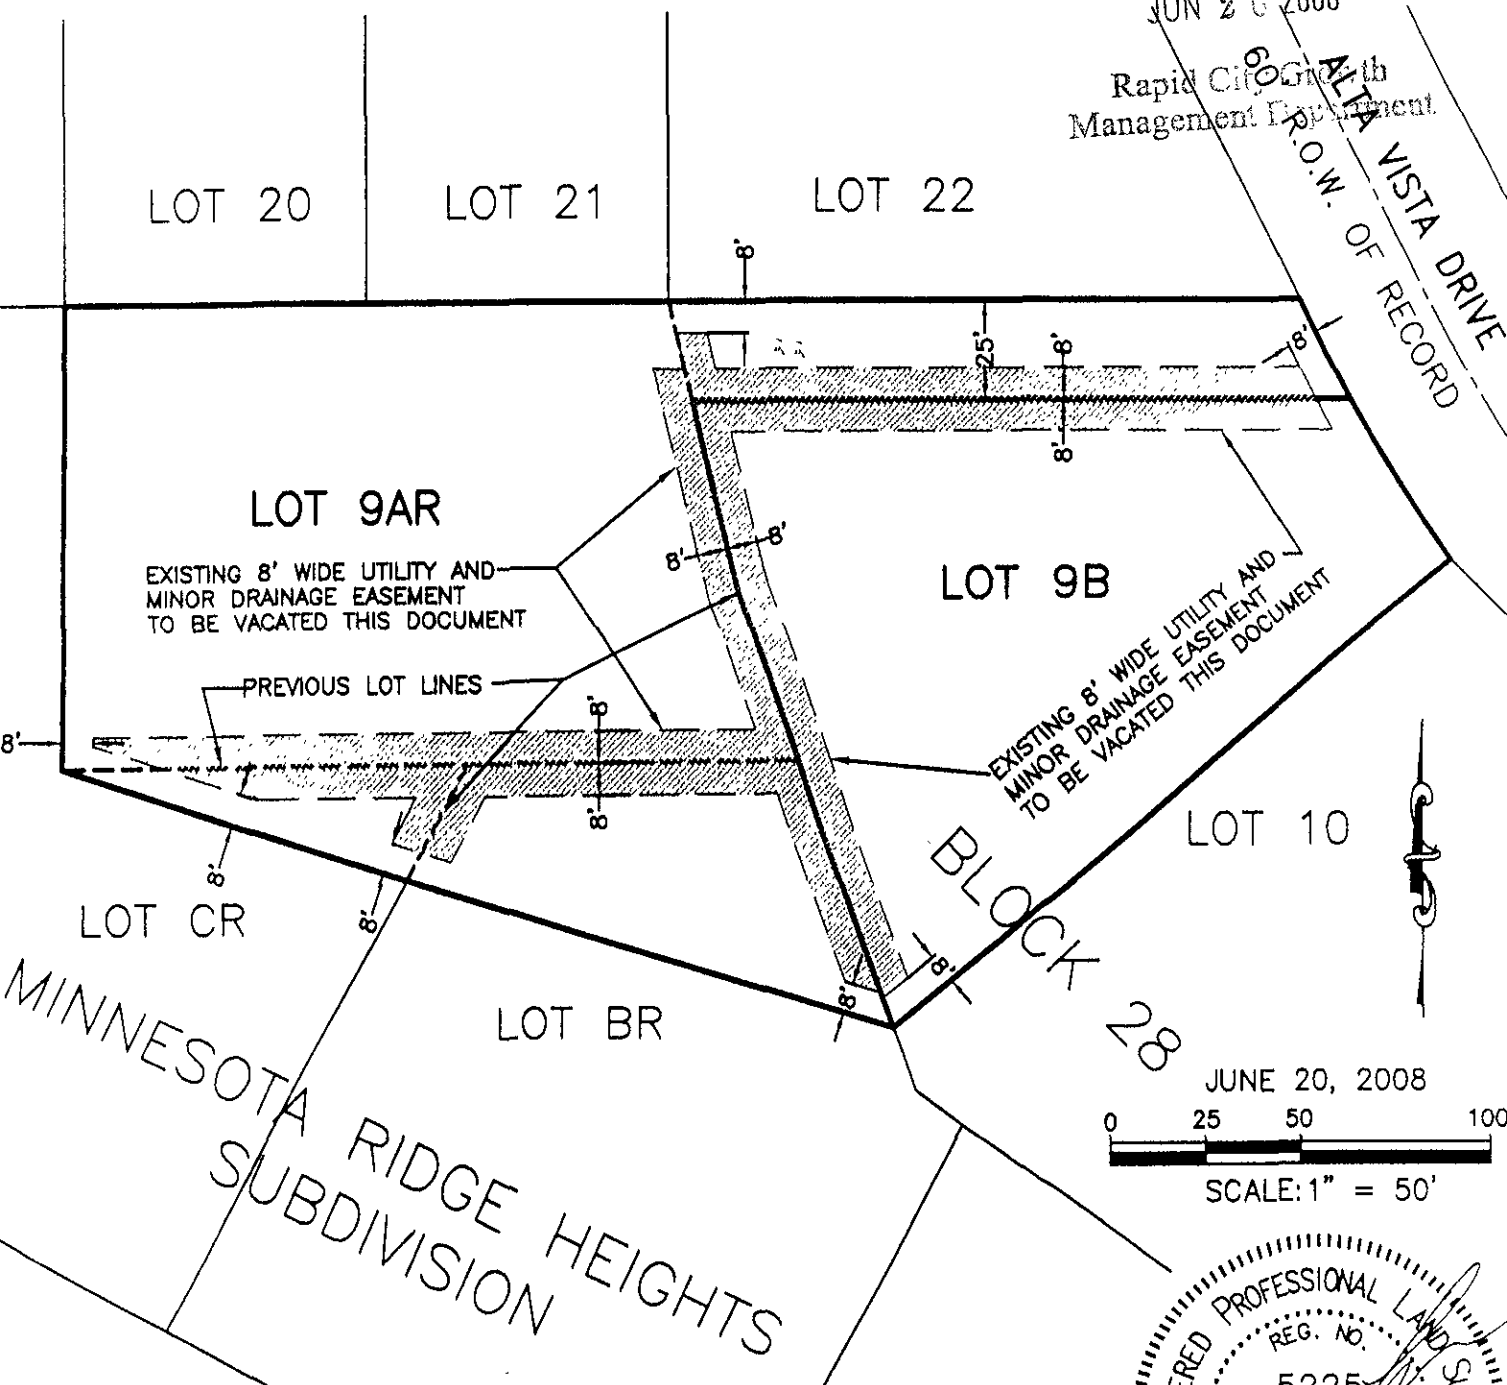 JUN 2 0 2008
Rapid City Growth
Management Department
ALTA VISTA DRIVE
60' R.O.W. OF RECORD
LOT 20
LOT 21
LOT 22
8'
25'
8'
8'
8'
LOT 9AR
EXISTING 8' WIDE UTILITY AND
MINOR DRAINAGE EASEMENT
TO BE VACATED THIS DOCUMENT
8'
8'
LOT 9B
EXISTING 8' WIDE UTILITY AND
MINOR DRAINAGE EASEMENT
TO BE VACATED THIS DOCUMENT
PREVIOUS LOT LINES
8'
8'
8'
8'
8'
8'
8'
LOT 10
BLOCK 28
LOT CR
LOT BR
MINNESOTA RIDGE HEIGHTS
SUBDIVISION
JUNE 20, 2008
0 25 50 100
SCALE: 1" = 50'
PROFESSIONAL LAND
REG. NO.
5225